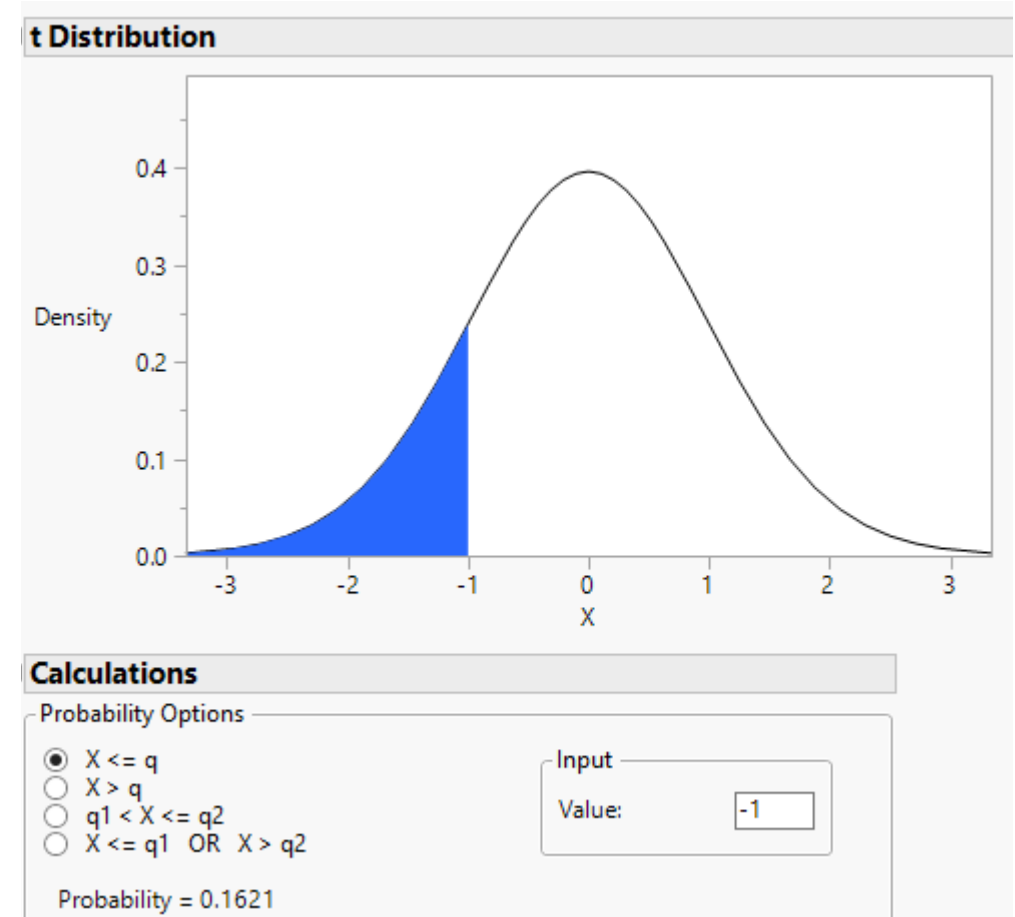 t Distribution
0.4
0.3
Density
0.2
0.1
0.0
-3 -2 -1 0 1 2 3
X
Calculations
Probability Options
X <= q
X > q
q1 < X <= q2
X <= q1 OR X > q2
Input
Value: -1
Probability = 0.1621